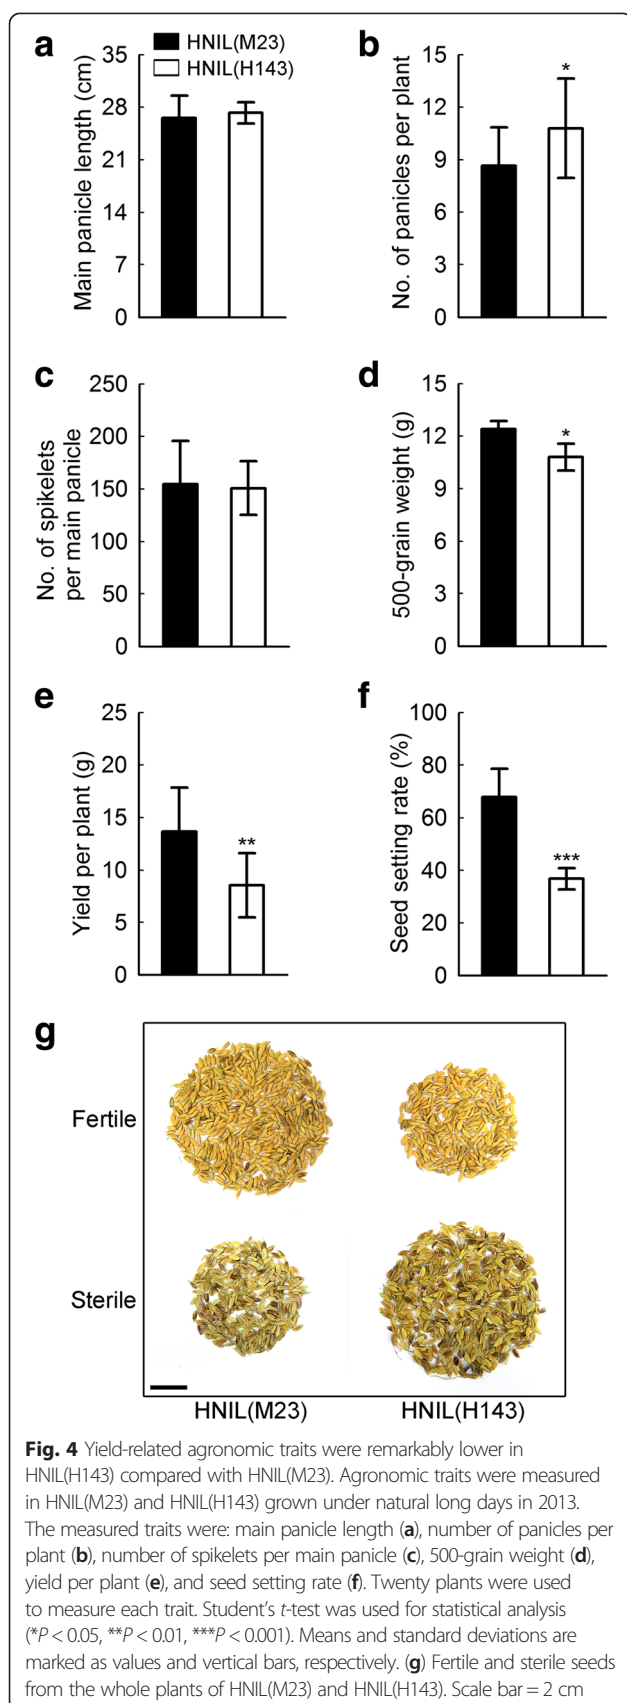 a
HNIL(M23)
HNIL(H143)
Main panicle length (cm)
35
28
21
14
7
0
b
No. of panicles per plant
15
12
9
6
3
0
*
c
No. of spikelets
per main panicle
250
200
150
100
50
0
d
500-grain weight (g)
15
12
9
6
3
0
*
e
Yield per plant (g)
25
20
15
10
5
0
**
f
Seed setting rate (%)
100
80
60
40
20
0
***
g
Fertile
Sterile
HNIL(M23) HNIL(H143)
Fig. 4 Yield-related agronomic traits were remarkably lower in
HNIL(H143) compared with HNIL(M23). Agronomic traits were measured
in HNIL(M23) and HNIL(H143) grown under natural long days in 2013.
The measured traits were: main panicle length (a), number of panicles per
plant (b), number of spikelets per main panicle (c), 500-grain weight (d),
yield per plant (e), and seed setting rate (f). Twenty plants were used
to measure each trait. Student's t-test was used for statistical analysis
(*P < 0.05, **P < 0.01, ***P < 0.001). Means and standard deviations are
marked as values and vertical bars, respectively. (g) Fertile and sterile seeds
from the whole plants of HNIL(M23) and HNIL(H143). Scale bar = 2 cm